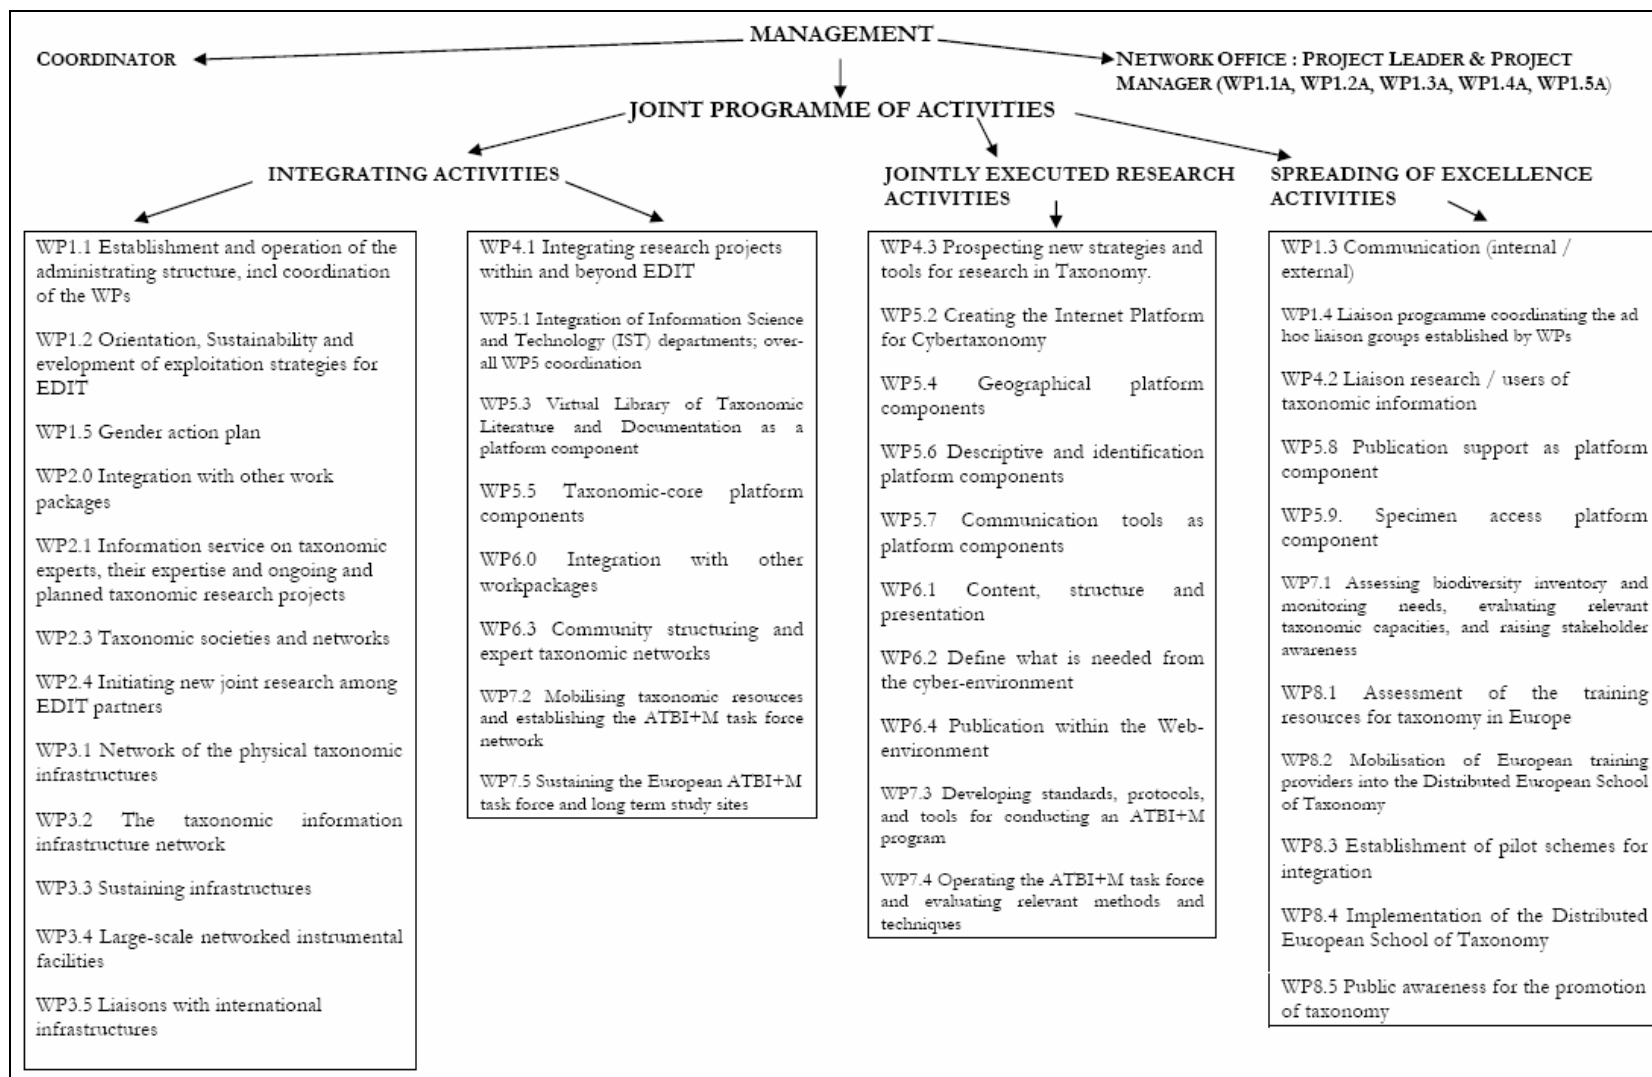 MANAGEMENT
COORDINATOR
NETWORK OFFICE : PROJECT LEADER & PROJECT
MANAGER (WP1.1A, WP1.2A, WP1.3A, WP1.4A, WP1.5A)
JOINT PROGRAMME OF ACTIVITIES
INTEGRATING ACTIVITIES
JOINTLY EXECUTED RESEARCH
ACTIVITIES
SPREADING OF EXCELLENCE
ACTIVITIES
WP1.1 Establishment and operation of the
administrating structure, incl coordination
of the WPs
WP1.2 Orientation, Sustainability and
evelopment of exploitation strategies for
EDIT
WP1.5 Gender action plan
WP2.0 Integration with other work
packages
WP2.1 Information service on taxonomic
experts, their expertise and ongoing and
planned taxonomic research projects
WP2.3 Taxonomic societies and networks
WP2.4 Initiating new joint research among
EDIT partners
WP3.1 Network of the physical taxonomic
infrastructures
WP3.2 The taxonomic information
infrastructure network
WP3.3 Sustaining infrastructures
WP3.4 Large-scale networked instrumental
facilities
WP3.5 Liaisons with international
infrastructures
WP4.1 Integrating research projects
within and beyond EDIT
WP5.1 Integration of Information Science
and Technology (IST) departments; over-
all WP5 coordination
WP5.3 Virtual Library of Taxonomic
Literature and Documentation as a
platform component
WP5.5 Taxonomic-core platform
components
WP6.0 Integration with other
workpackages
WP6.3 Community structuring and
expert taxonomic networks
WP7.2 Mobilising taxonomic resources
and establishing the ATBI+M task force
network
WP7.5 Sustaining the European ATBI+M
task force and long term study sites
WP4.3 Prospecting new strategies and
tools for research in Taxonomy.
WP5.2 Creating the Internet Platform
for Cybertaxonomy
WP5.4 Geographical platform
components
WP5.6 Descriptive and identification
platform components
WP5.7 Communication tools as
platform components
WP6.1 Content, structure and
presentation
WP6.2 Define what is needed from
the cyber-environment
WP6.4 Publication within the Web-
environment
WP7.3 Developing standards, protocols,
and tools for conducting an ATBI+M
program
WP7.4 Operating the ATBI+M task force
and evaluating relevant methods and
techniques
WP1.3 Communication (internal /
external)
WP1.4 Liaison programme coordinating the ad
hoc liaison groups established by WPs
WP4.2 Liaison research / users of
taxonomic information
WP5.8 Publication support as platform
component
WP5.9. Specimen access platform
component
WP7.1 Assessing biodiversity inventory and
monitoring needs, evaluating relevant
taxonomic capacities, and raising stakeholder
awareness
WP8.1 Assessment of the training
resources for taxonomy in Europe
WP8.2 Mobilisation of European training
providers into the Distributed European School
of Taxonomy
WP8.3 Establishment of pilot schemes for
integration
WP8.4 Implementation of the Distributed
European School of Taxonomy
WP8.5 Public awareness for the promotion
of taxonomy